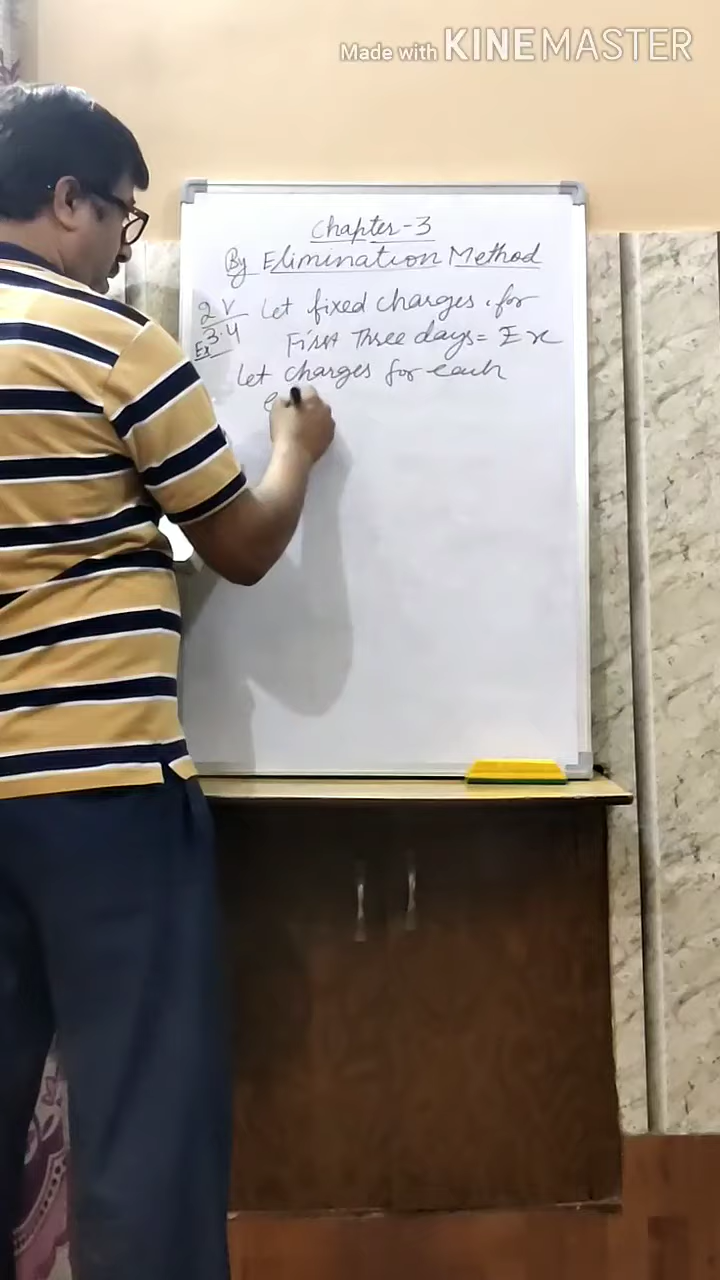 Made with KINEMASTER
Chapter-3
By Elimination Method
2 V Let fixed charges, for
3.4 First Three days = ₹ x
Ex
Let charges for each
e